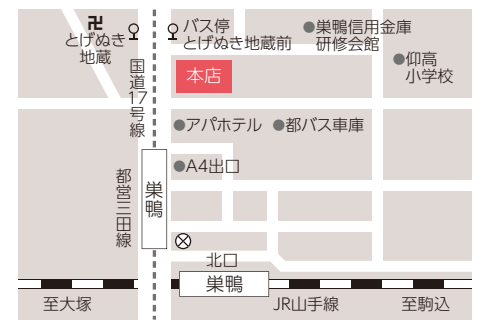 卍
とげぬき
地蔵
バス停
とげぬき地蔵前
巣鴨信用金庫
研修会館
仰高
小学校
国道17号線
本店
アパホテル
都バス車庫
A4出口
都営三田線
巣鴨
北口
巣鴨
至大塚
JR山手線
至駒込